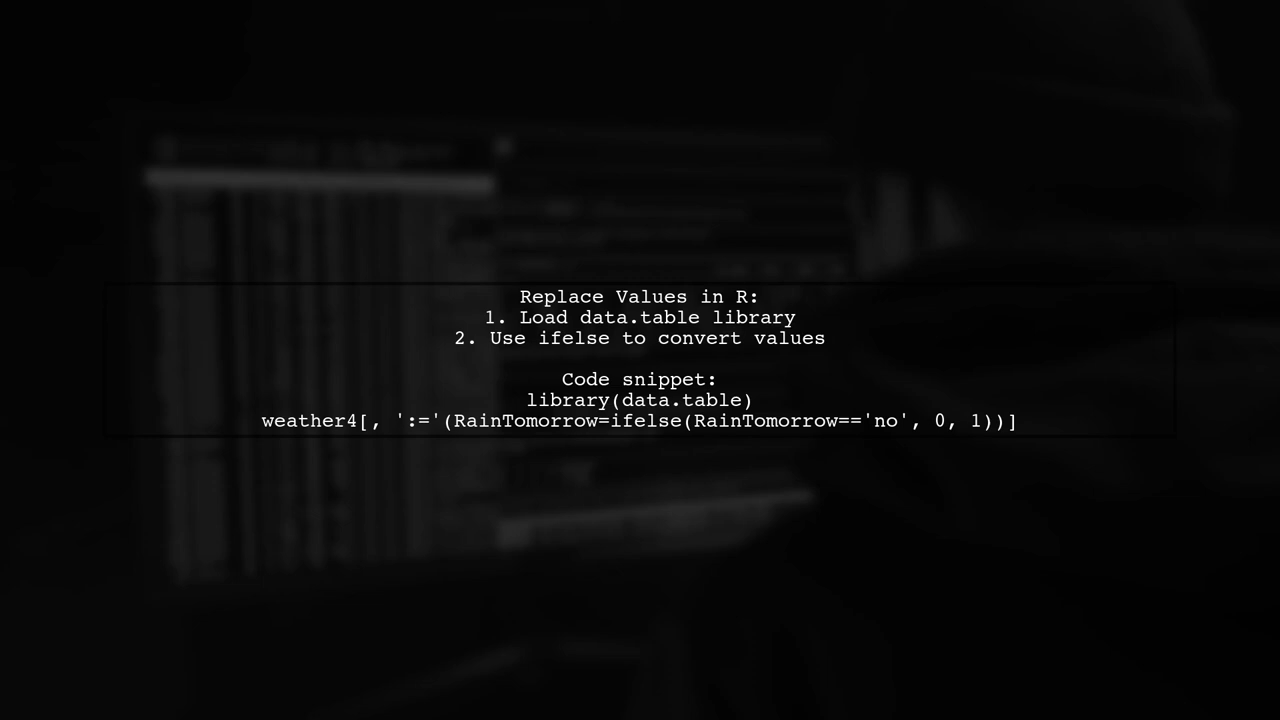 Replace Values in R:
1. Load data.table library
2. Use ifelse to convert values
Code snippet:
library(data.table)
weather4[, ':='(RainTomorrow=ifelse(RainTomorrow=='no', 0, 1))]